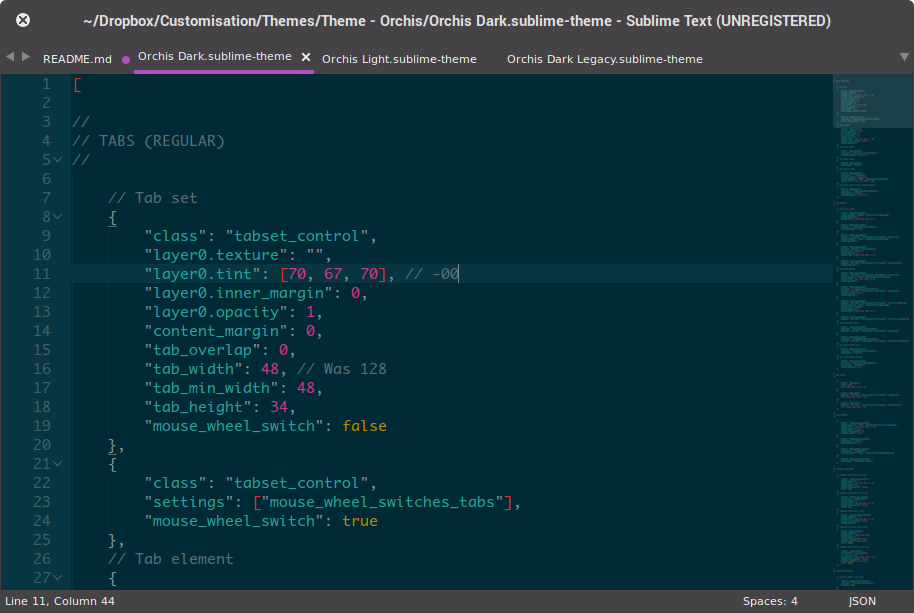 ~/Dropbox/Customisation/Themes/Theme - Orchis/Orchis Dark.sublime-theme - Sublime Text (UNREGISTERED)
README.md Orchis Dark.sublime-theme Orchis Light.sublime-theme Orchis Dark Legacy.sublime-theme
1 [
2
3 //
4 // TABS (REGULAR)
5 //
6
7 // Tab set
8 {
9 "class": "tabset_control",
10 "layer0.texture": "",
11 "layer0.tint": [70, 67, 70], // -00
12 "layer0.inner_margin": 0,
13 "layer0.opacity": 1,
14 "content_margin": 0,
15 "tab_overlap": 0,
16 "tab_width": 48, // Was 128
17 "tab_min_width": 48,
18 "tab_height": 34,
19 "mouse_wheel_switch": false
20 },
21 {
22 "class": "tabset_control",
23 "settings": ["mouse_wheel_switches_tabs"],
24 "mouse_wheel_switch": true
25 },
26 // Tab element
27 {
Line 11, Column 44 Spaces: 4 JSON